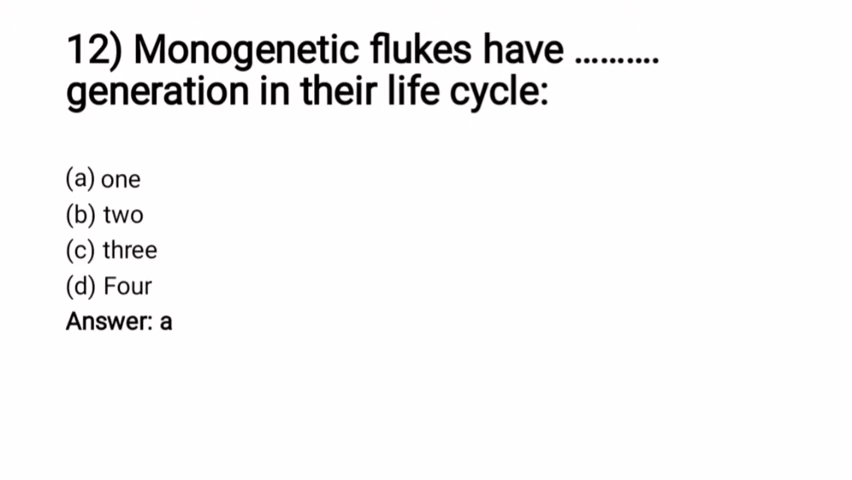 12) Monogenetic flukes have ..........
generation in their life cycle:
(a) one
(b) two
(c) three
(d) Four
Answer: a